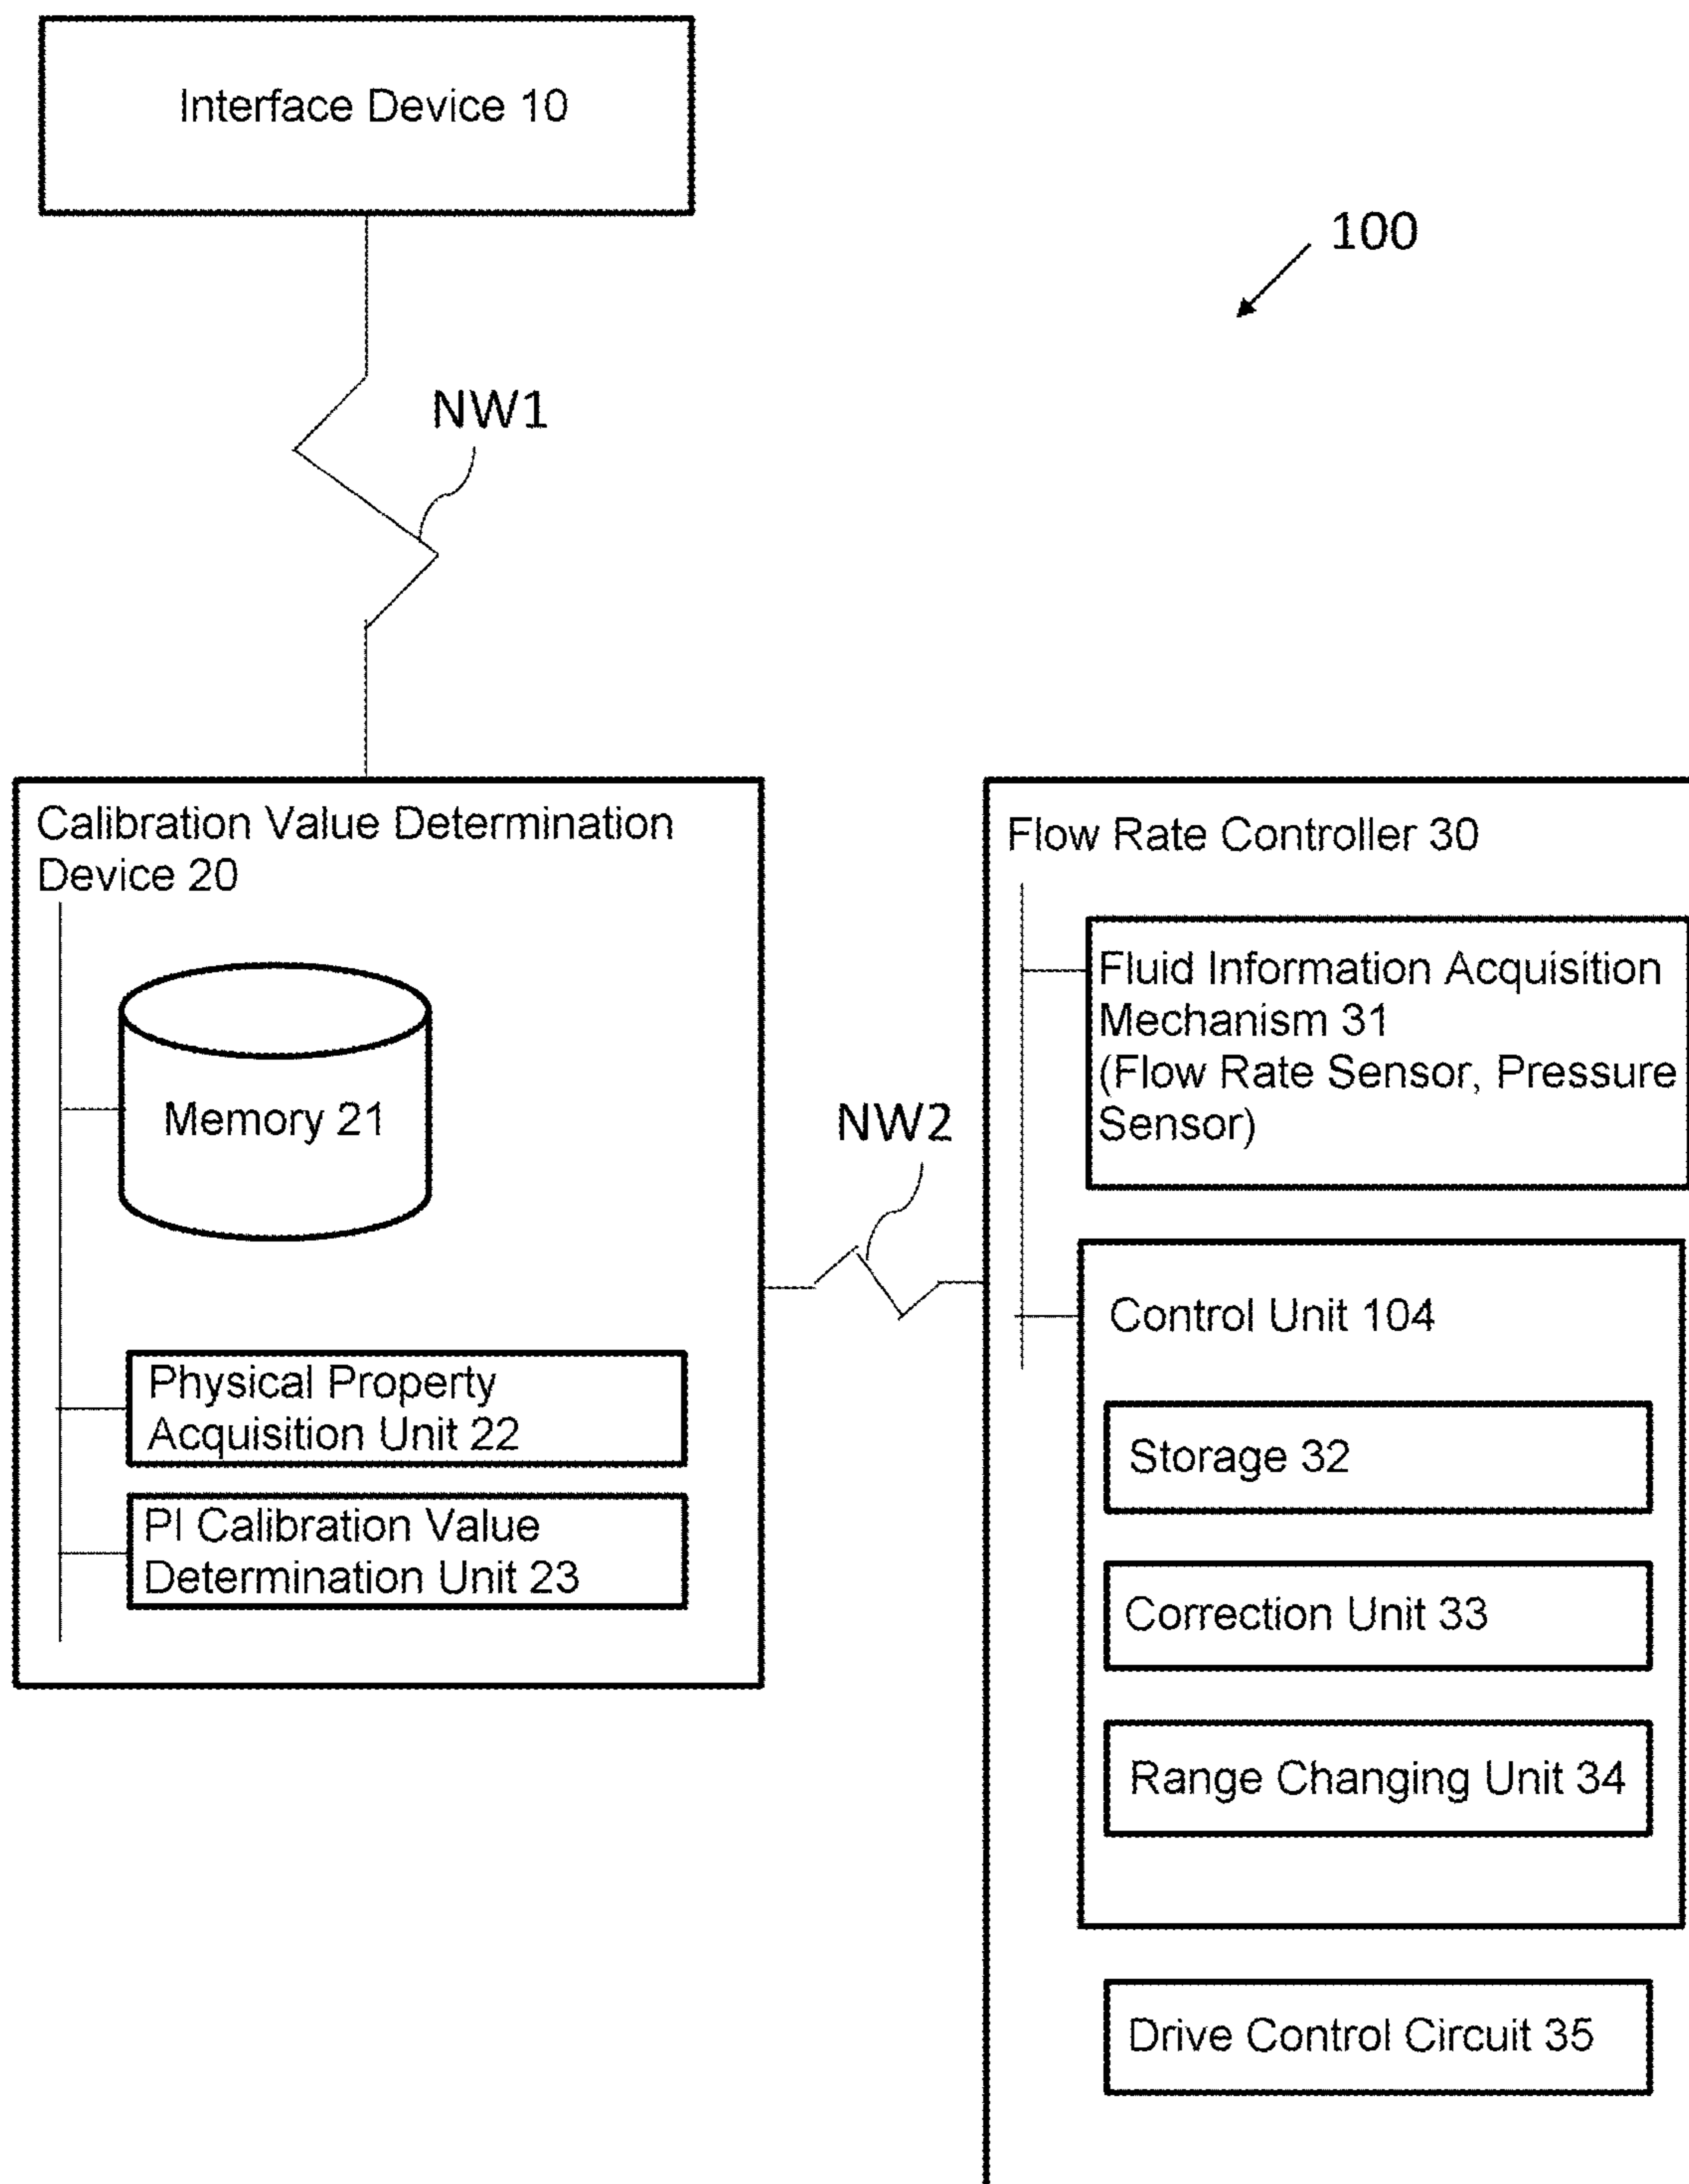 Interface Device 10
100
NW1
Calibration Value Determination
Device 20
Memory 21
Physical Property
Acquisition Unit 22
PI Calibration Value
Determination Unit 23
NW2
Flow Rate Controller 30
Fluid Information Acquisition
Mechanism 31
(Flow Rate Sensor, Pressure
Sensor)
Control Unit 104
Storage 32
Correction Unit 33
Range Changing Unit 34
Drive Control Circuit 35